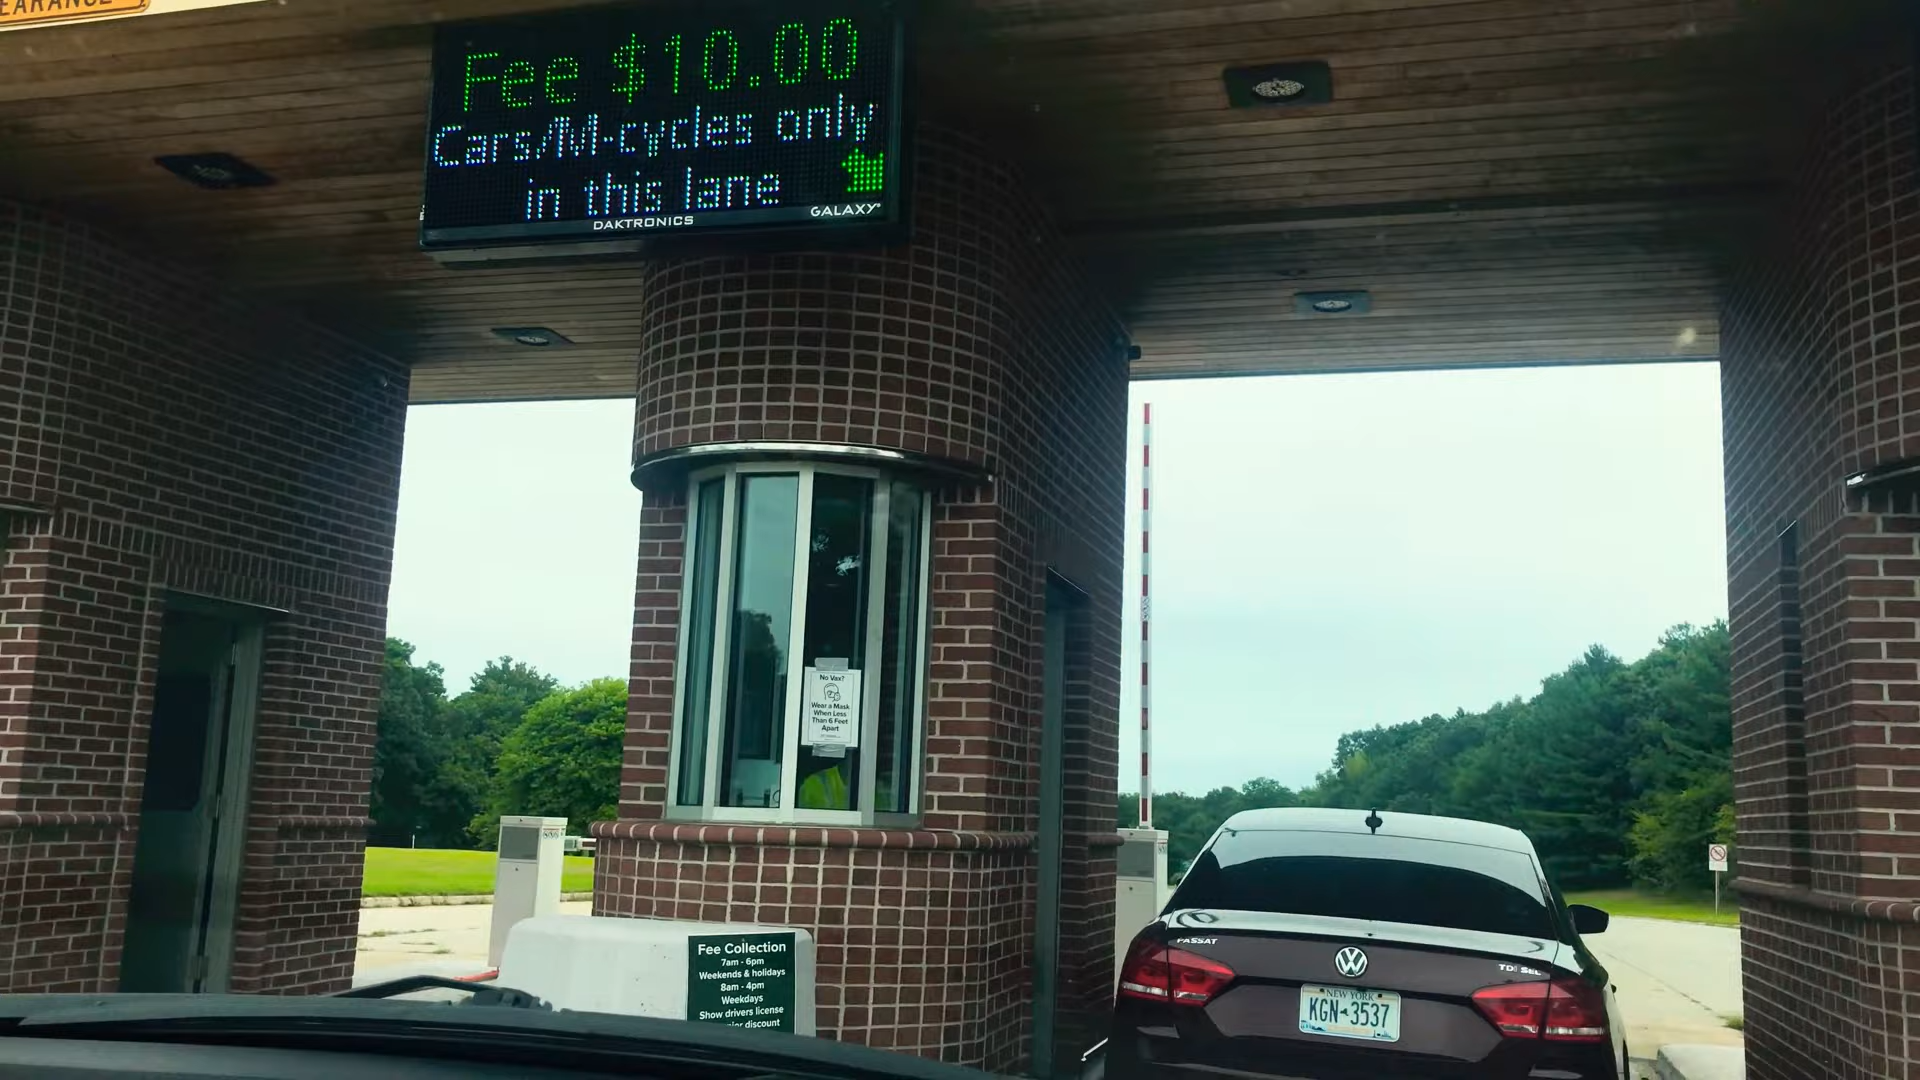 EARANCE
Fee $10.00
Cars/M-cycles only
in this lane
DAKTRONICS
GALAXY
No Vax?
Wear a Mask
When Less
Than 6 Feet
Apart
Fee Collection
7am - 6pm
Weekends & holidays
8am - 4pm
Weekdays
Show drivers license
discount
PASSAT
TDI SEL
NEW YORK
KGN 3537